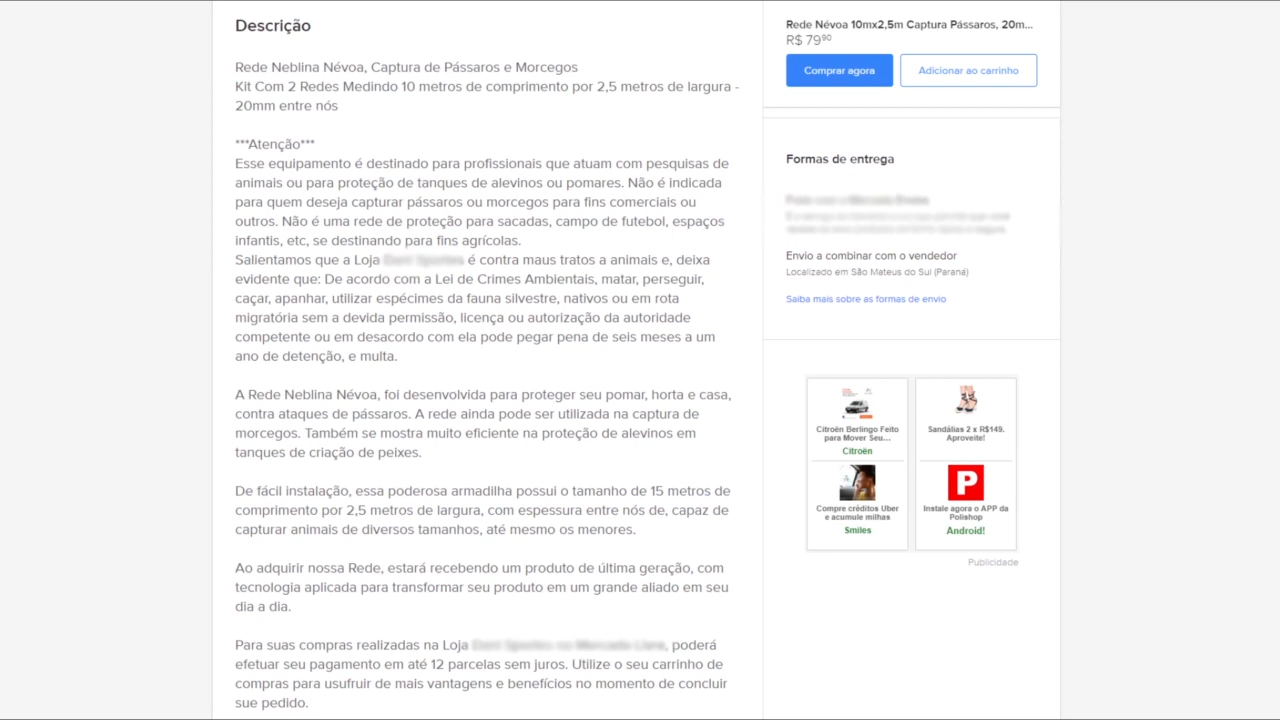 Descrição
Rede Neblina Névoa, Captura de Pássaros e Morcegos
Kit Com 2 Redes Medindo 10 metros de comprimento por 2,5 metros de largura -
20mm entre nós
***Atenção***
Esse equipamento é destinado para profissionais que atuam com pesquisas de
animais ou para proteção de tanques de alevinos ou pomares. Não é indicada
para quem deseja capturar pássaros ou morcegos para fins comerciais ou
outros. Não é uma rede de proteção para sacadas, campo de futebol, espaços
infantis, etc, se destinando para fins agrícolas.
Salientamos que a Loja é contra maus tratos a animais e, deixa
evidente que: De acordo com a Lei de Crimes Ambientais, matar, perseguir,
caçar, apanhar, utilizar espécimes da fauna silvestre, nativos ou em rota
migratória sem a devida permissão, licença ou autorização da autoridade
competente ou em desacordo com ela pode pegar pena de seis meses a um
ano de detenção, e multa.
A Rede Neblina Névoa, foi desenvolvida para proteger seu pomar, horta e casa,
contra ataques de pássaros. A rede ainda pode ser utilizada na captura de
morcegos. Também se mostra muito eficiente na proteção de alevinos em
tanques de criação de peixes.
De fácil instalação, essa poderosa armadilha possui o tamanho de 15 metros de
comprimento por 2,5 metros de largura, com espessura entre nós de, capaz de
capturar animais de diversos tamanhos, até mesmo os menores.
Ao adquirir nossa Rede, estará recebendo um produto de última geração, com
tecnologia aplicada para transformar seu produto em um grande aliado em seu
dia a dia.
Para suas compras realizadas na Loja , poderá
efetuar seu pagamento em até 12 parcelas sem juros. Utilize o seu carrinho de
compras para usufruir de mais vantagens e benefícios no momento de concluir
sue pedido.
Rede Névoa 10mx2,5m Captura Pássaros, 20m...
R$ 79⁹⁰
Comprar agora
Adicionar ao carrinho
Formas de entrega
Envio a combinar com o vendedor
Localizado em São Mateus do Sul (Paraná)
Saiba mais sobre as formas de envio
Citroën Berlingo Feito
para Mover Seu...
Citroën
Sandálias 2 x R$149.
Aproveite!
Compre créditos Uber
e acumule milhas
Smiles
P
Instale agora o APP da
Polishop
Android!
Publicidade